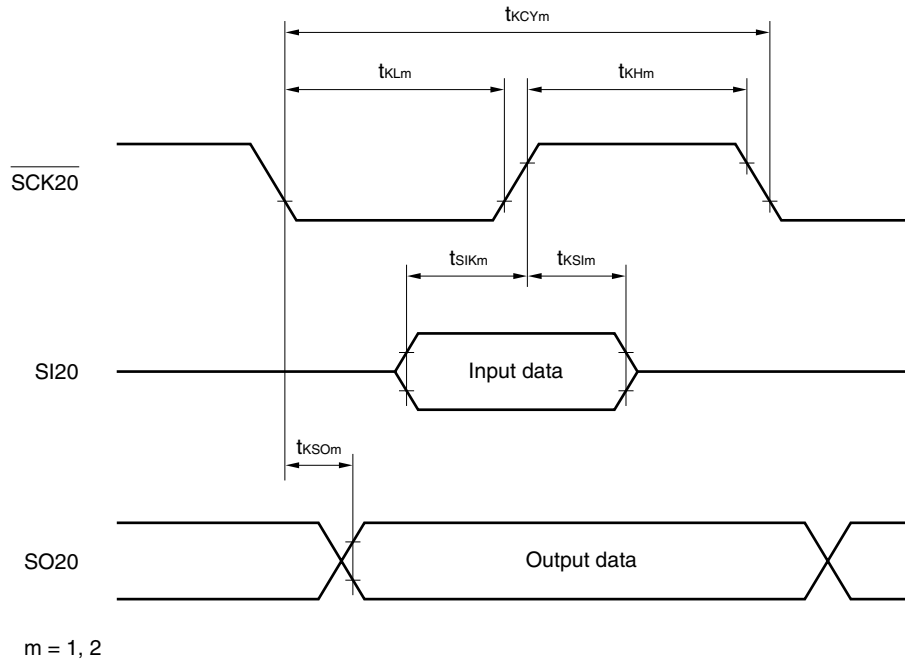 tKCYm
tKLm
tKHm
SCK20
tSIKm
tKSIm
SI20
Input data
tKSOm
SO20
Output data
m = 1, 2